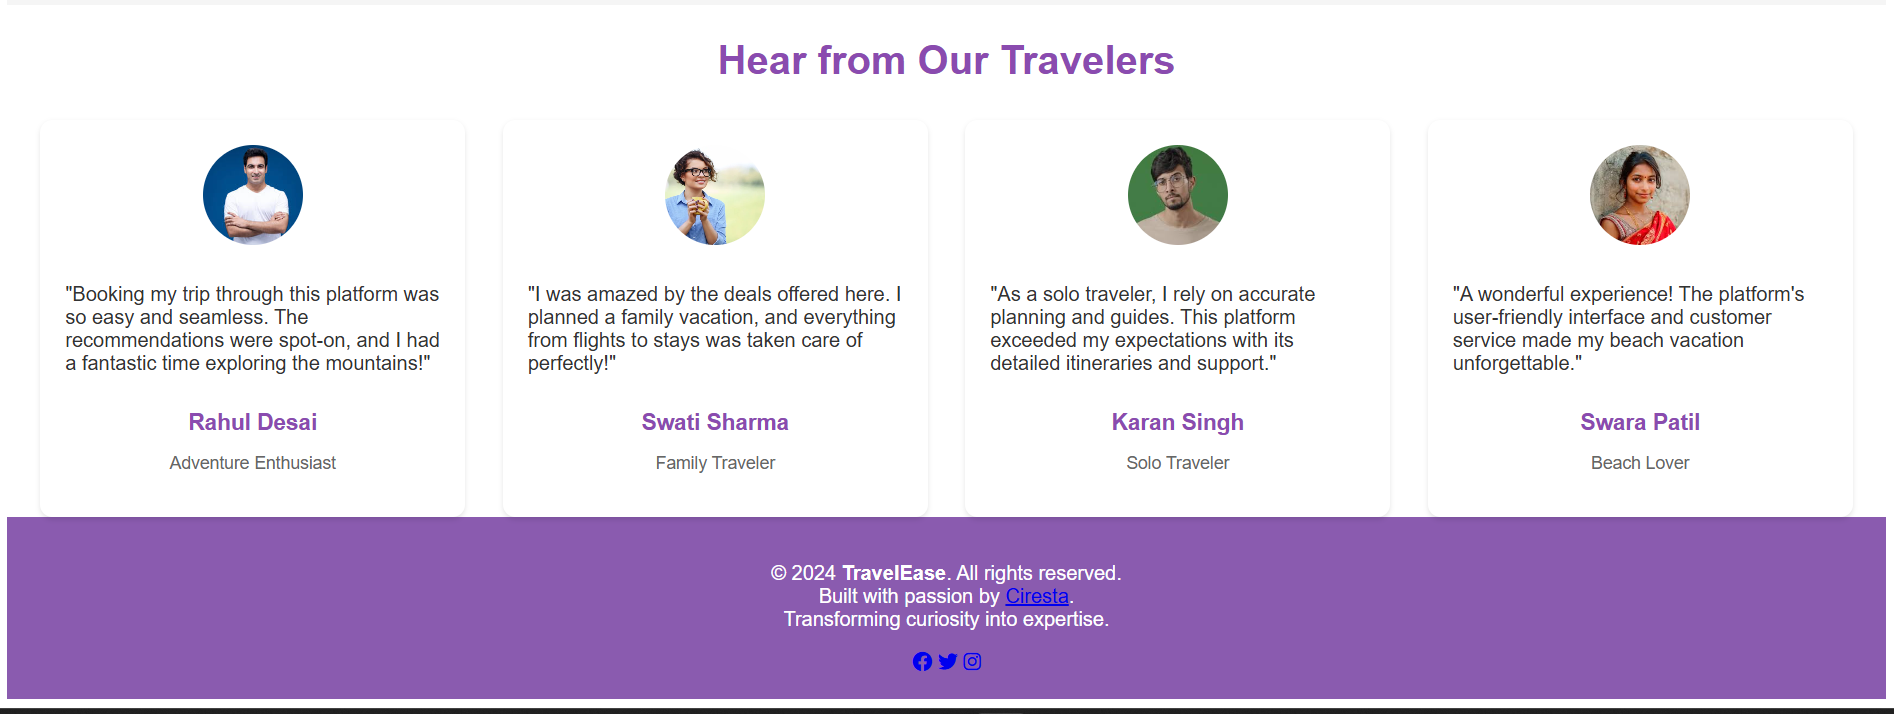 Hear from Our Travelers
"Booking my trip through this platform was
so easy and seamless. The
recommendations were spot-on, and I had
a fantastic time exploring the mountains!"
Rahul Desai
Adventure Enthusiast
"I was amazed by the deals offered here. I
planned a family vacation, and everything
from flights to stays was taken care of
perfectly!"
Swati Sharma
Family Traveler
"As a solo traveler, I rely on accurate
planning and guides. This platform
exceeded my expectations with its
detailed itineraries and support."
Karan Singh
Solo Traveler
"A wonderful experience! The platform's
user-friendly interface and customer
service made my beach vacation
unforgettable."
Swara Patil
Beach Lover
© 2024 TravelEase. All rights reserved.
Built with passion by Ciresta.
Transforming curiosity into expertise.